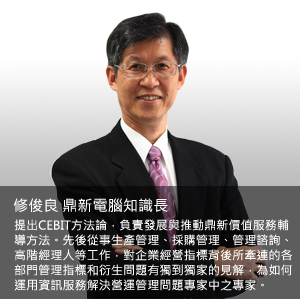 修俊良 鼎新電腦知識長
提出CEBIT方法論，負責發展與推動鼎新價值服務輔
導方法。先後從事生產管理、採購管理、管理諮詢、
高階經理人等工作，對企業經營指標背後所牽連的各
部門管理指標和衍生問題有獨到獨家的見解，為如何
運用資訊服務解決營運管理問題專家中之專家。